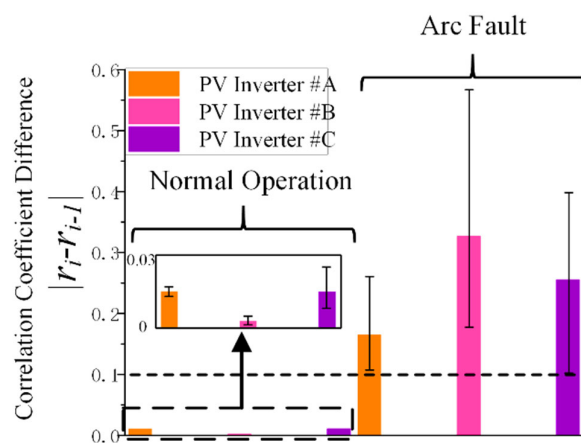 Arc Fault
0.6
PV Inverter #A
PV Inverter #B
PV Inverter #C
0.5
0.4
Normal Operation
0.3
0.03
0
0.2
0.1
0.0
Correlation Coefficient Difference
|ri-ri-1|